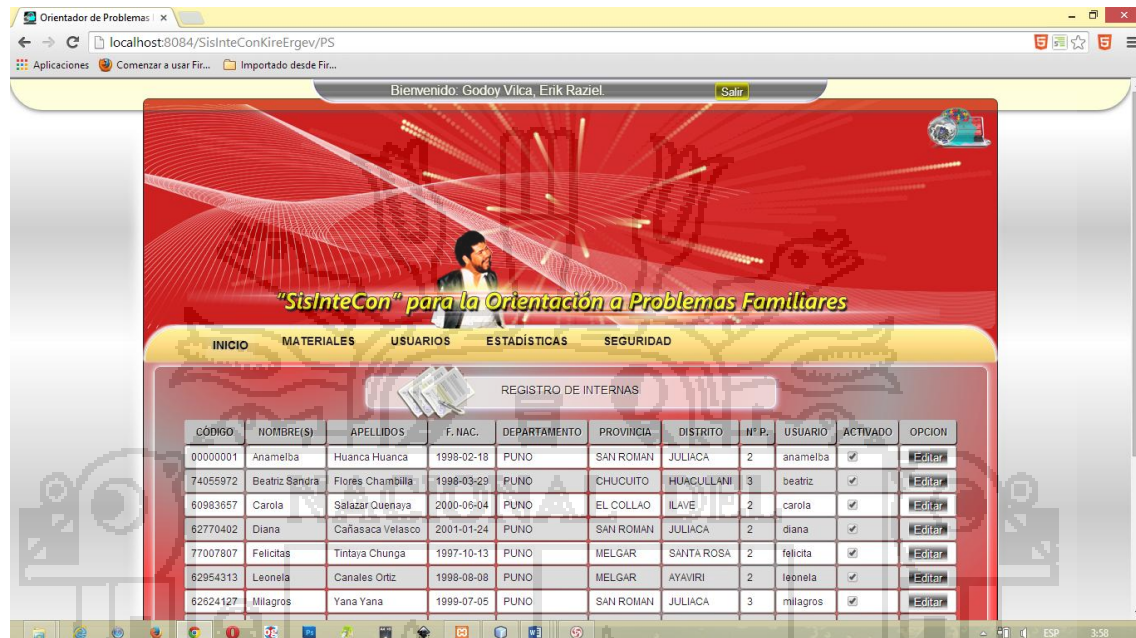 Orientador de Problemas
localhost:8084/SisInteConKireErgev/PS
Aplicaciones Comenzar a usar Fir... Importado desde Fir...
Bienvenido: Godoy Vilca, Erik Raziel. Salir
"SisInteCon" para la Orientación a Problemas Familiares
INICIO MATERIALES USUARIOS ESTADÍSTICAS SEGURIDAD
REGISTRO DE INTERNAS
CÓDIGO NOMBRE(S) APELLIDOS F. NAC. DEPARTAMENTO PROVINCIA DISTRITO N° P. USUARIO ACTIVADO OPCION
00000001 Anamelba Huanca Huanca 1998-02-18 PUNO SAN ROMAN JULIACA 2 anamelba Editar
74055972 Beatriz Sandra Flores Chambilla 1998-03-29 PUNO CHUCUITO HUACULLANI 3 beatriz Editar
60983657 Carola Salazar Quenaya 2000-06-04 PUNO EL COLLAO ILAVE 2 carola Editar
62770402 Diana Cañasaca Velasco 2001-01-24 PUNO SAN ROMAN JULIACA 2 diana Editar
77007807 Felicitas Tintaya Chunga 1997-10-13 PUNO MELGAR SANTA ROSA 2 felicita Editar
62954313 Leonela Canales Ortiz 1998-08-08 PUNO MELGAR AYAVIRI 2 leonela Editar
62624127 Milagros Yana Yana 1999-07-05 PUNO SAN ROMAN JULIACA 3 milagros Editar
NACIONAL DEL
ESP 3:58